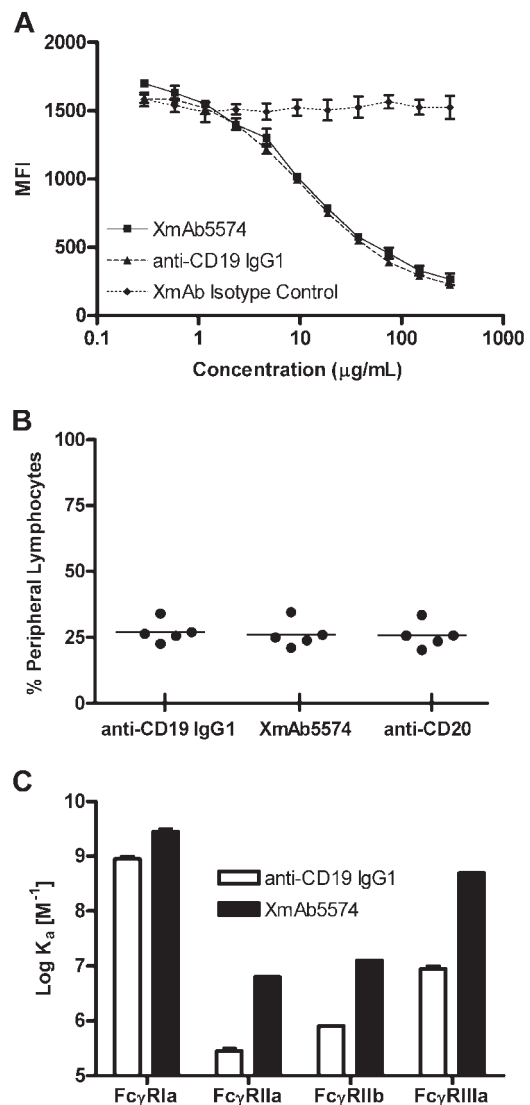 A
2000
1500
1000
500
0
MFI
XmAb5574
anti-CD19 IgG1
XmAb Isotype Control
0.1 1 10 100 1000
Concentration (μg/mL)
B
100
75
50
25
0
% Peripheral Lymphocytes
anti-CD19 IgG1 XmAb5574 anti-CD20
C
10
9
8
7
6
5
Log Ka [M⁻¹]
anti-CD19 IgG1
XmAb5574
FcγRIa FcγRIIa FcγRIIb FcγRIIIa